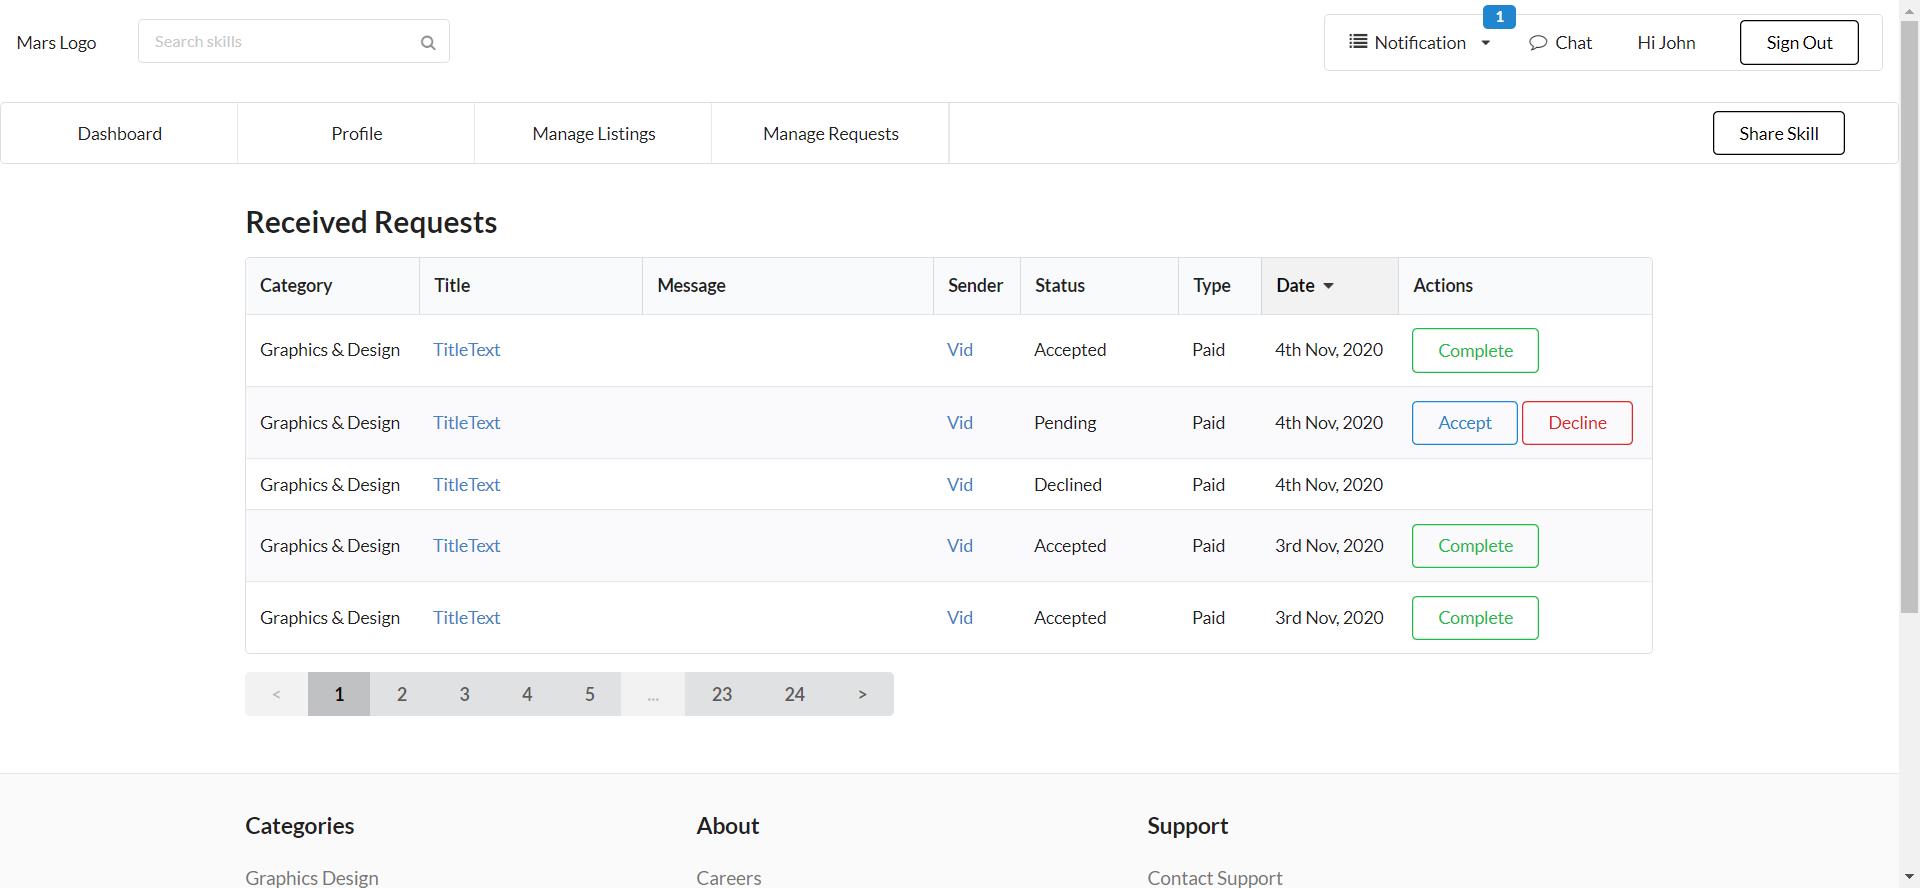 Mars Logo
Search skills
1
Notification
Chat
Hi John
Sign Out
Dashboard
Profile
Manage Listings
Manage Requests
Share Skill
Received Requests
Category Title Message Sender Status Type Date Actions
Graphics & Design TitleText Vid Accepted Paid 4th Nov, 2020 Complete
Graphics & Design TitleText Vid Pending Paid 4th Nov, 2020 Accept Decline
Graphics & Design TitleText Vid Declined Paid 4th Nov, 2020
Graphics & Design TitleText Vid Accepted Paid 3rd Nov, 2020 Complete
Graphics & Design TitleText Vid Accepted Paid 3rd Nov, 2020 Complete
< 1 2 3 4 5 ... 23 24 >
Categories About Support
Graphics Design Careers Contact Support